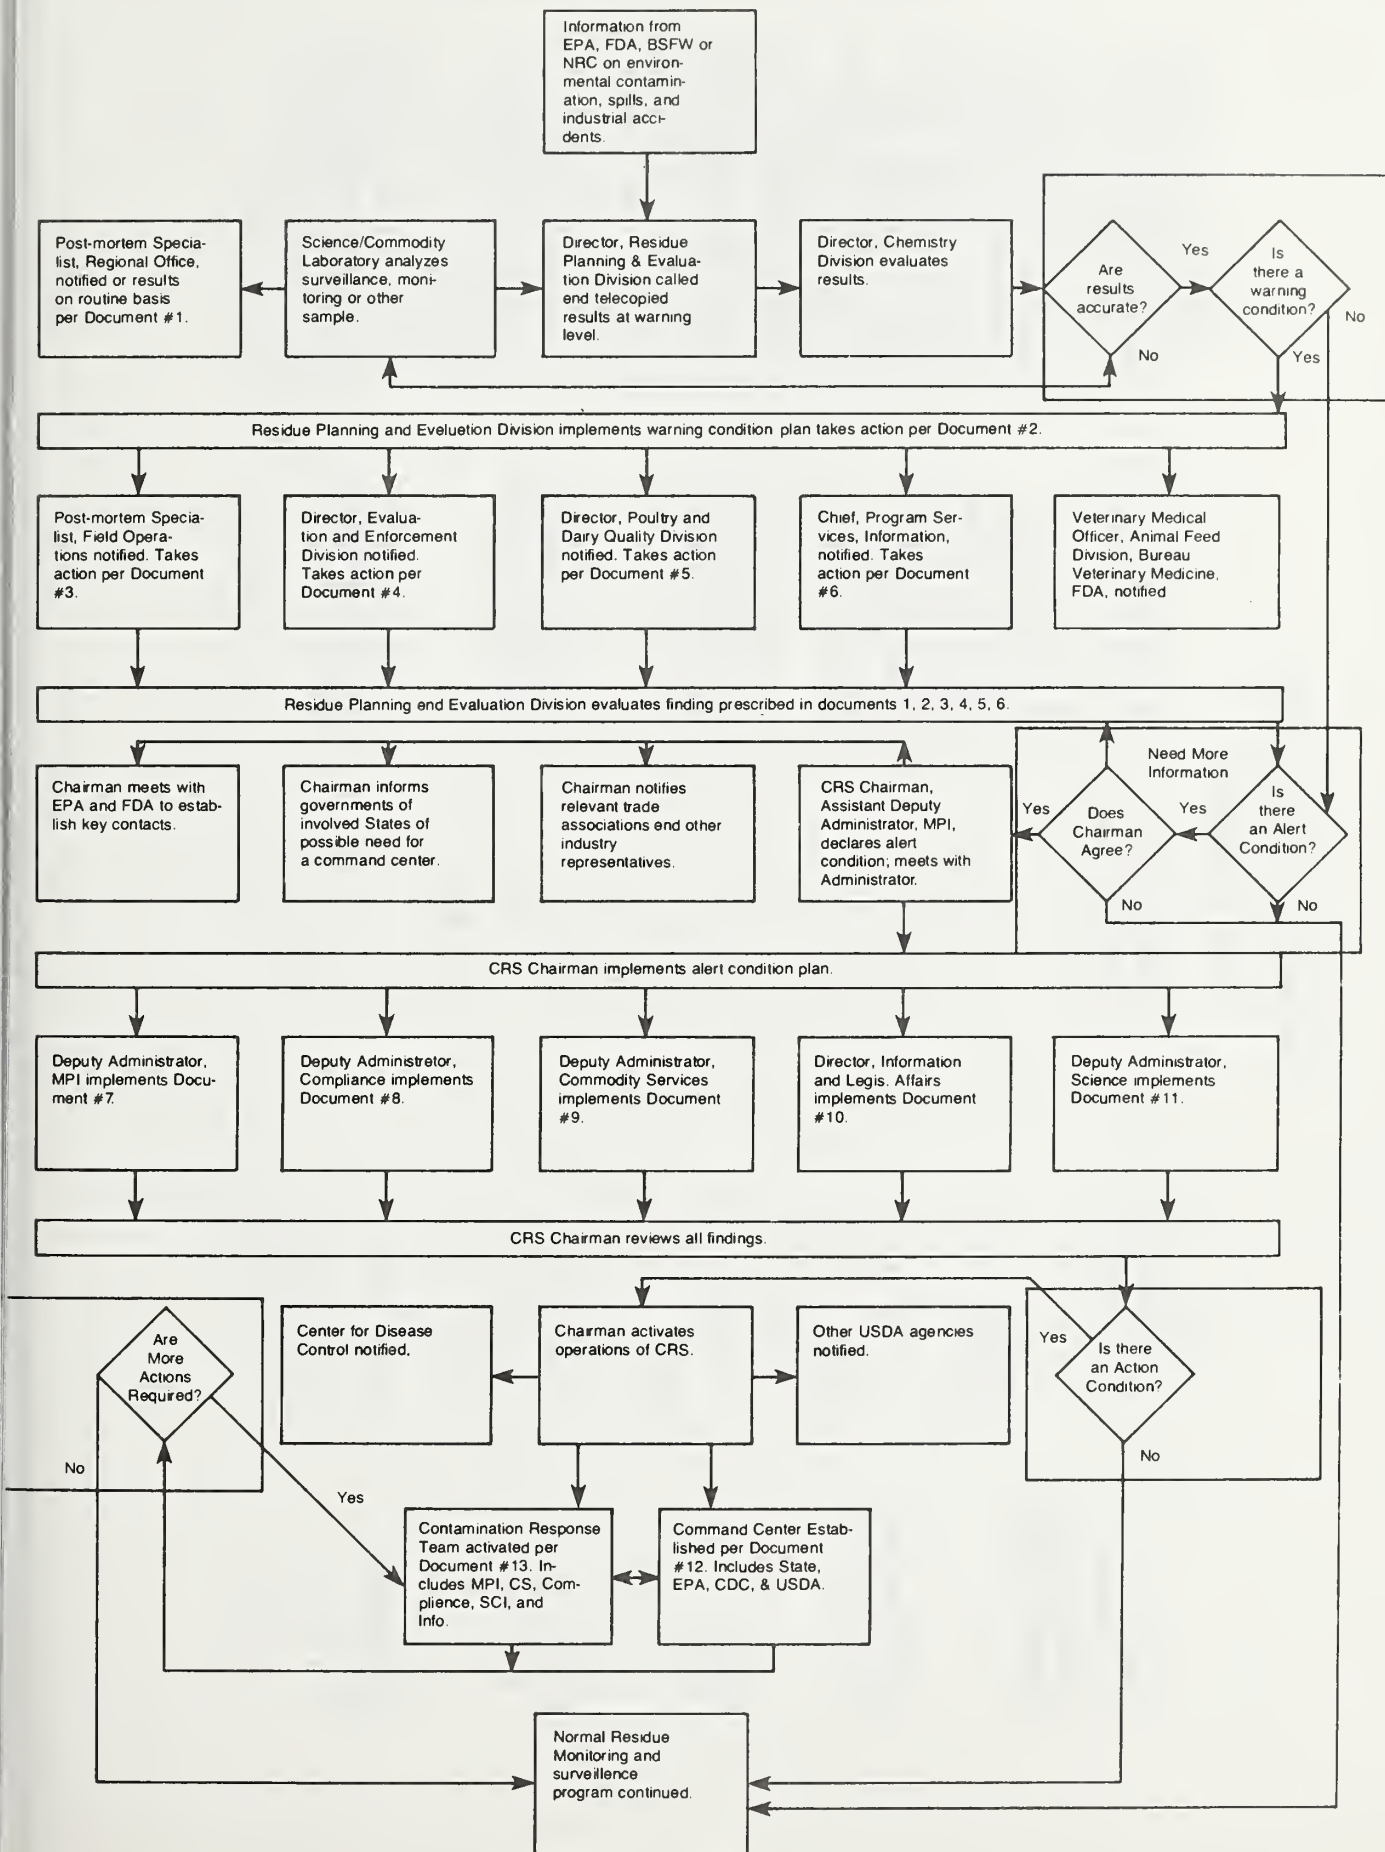 Information from
EPA, FDA, BSFW or
NRC on environ-
mental contamin-
ation, spills, and
industrial acci-
dents.
Post-mortem Specia-
list, Regional Office,
notified or results
on routine basis
per Document #1.
Science/Commodity
Laboratory analyzes
surveillance, moni-
toring or other
sample.
Director, Residue
Planning & Evalua-
tion Division called
end telecopied
results at warning
level.
Director, Chemistry
Division evaluates
results.
Are
results
accurate?
Yes
No
Is
there a
warning
condition?
No
Yes
Residue Planning and Eveluetion Division implements warning condition plan takes action per Document #2.
Post-mortem Specia-
list, Field Opera-
tions notified. Takes
action per Document
#3.
Director, Evalua-
tion and Enforcement
Division notified.
Takes action per
Document #4.
Director, Poultry and
Dairy Quality Division
notified. Takes action
per Document #5.
Chief, Program Ser-
vices, Information,
notified. Takes
action per Document
#6.
Veterinary Medical
Officer, Animal Feed
Division, Bureau
Veterinary Medicine,
FDA, notified
Residue Planning end Evaluation Division evaluates finding prescribed in documents 1, 2, 3, 4, 5, 6.
Chairman meets with
EPA and FDA to estab-
lish key contacts.
Chairman informs
governments of
involved States of
possible need for
a command center.
Chairman notifies
relevant trade
associations end other
industry
representatives.
CRS Chairman,
Assistant Deputy
Administrator, MPI,
declares alert
condition; meets with
Administrator.
Need More
Information
Yes
Does
Chairman
Agree?
No
Yes
Is
there
an Alert
Condition?
No
CRS Chairman implements alert condition plan.
Deputy Administrator,
MPI implements Docu-
ment #7.
Deputy Administretor,
Compliance implements
Document #8.
Deputy Administrator,
Commodity Services
implements Document
#9.
Director, Information
and Legis. Affairs
implements Document
#10.
Deputy Administrator,
Science implements
Document #11.
CRS Chairman reviews all findings.
Are
More
Actions
Required?
No
Yes
Center for Disease
Control notified.
Chairman activates
operations of CRS.
Other USDA agencies
notified.
Yes
Is there
an Action
Condition?
No
Contamination Response
Team activated per
Document #13. In-
cludes MPI, CS, Com-
plience, SCI, and
Info.
Command Center Estab-
lished per Document
#12. Includes State,
EPA, CDC, & USDA.
Normal Residue
Monitoring and
surveillance
program continued.